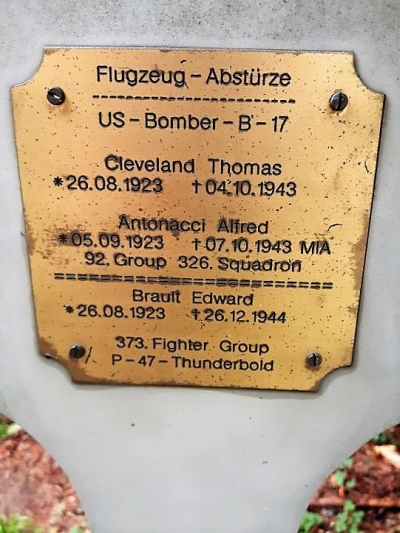 Flugzeug - Abstürze
--------------------------
US - Bomber - B - 17
Cleveland Thomas
*26.08.1923 †04.10.1943
Antonacci Alfred
*05.09.1923 †07.10.1943 MIA
92. Group 326. Squadron
==========================
Brault Edward
*26.08.1923 †26.12.1944
373. Fighter Group
P - 47 - Thunderbold